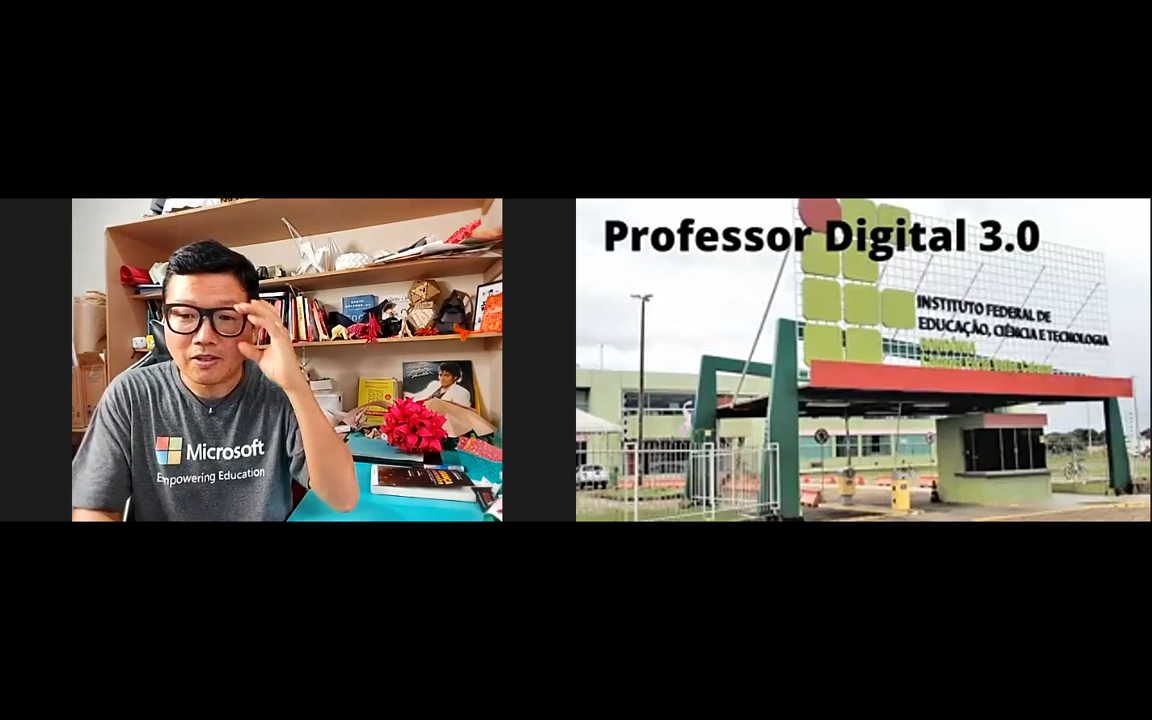 Microsoft
Empowering Education
Professor Digital 3.0
INSTITUTO FEDERAL DE
EDUCAÇÃO, CIÊNCIA E TECNOLOGIA